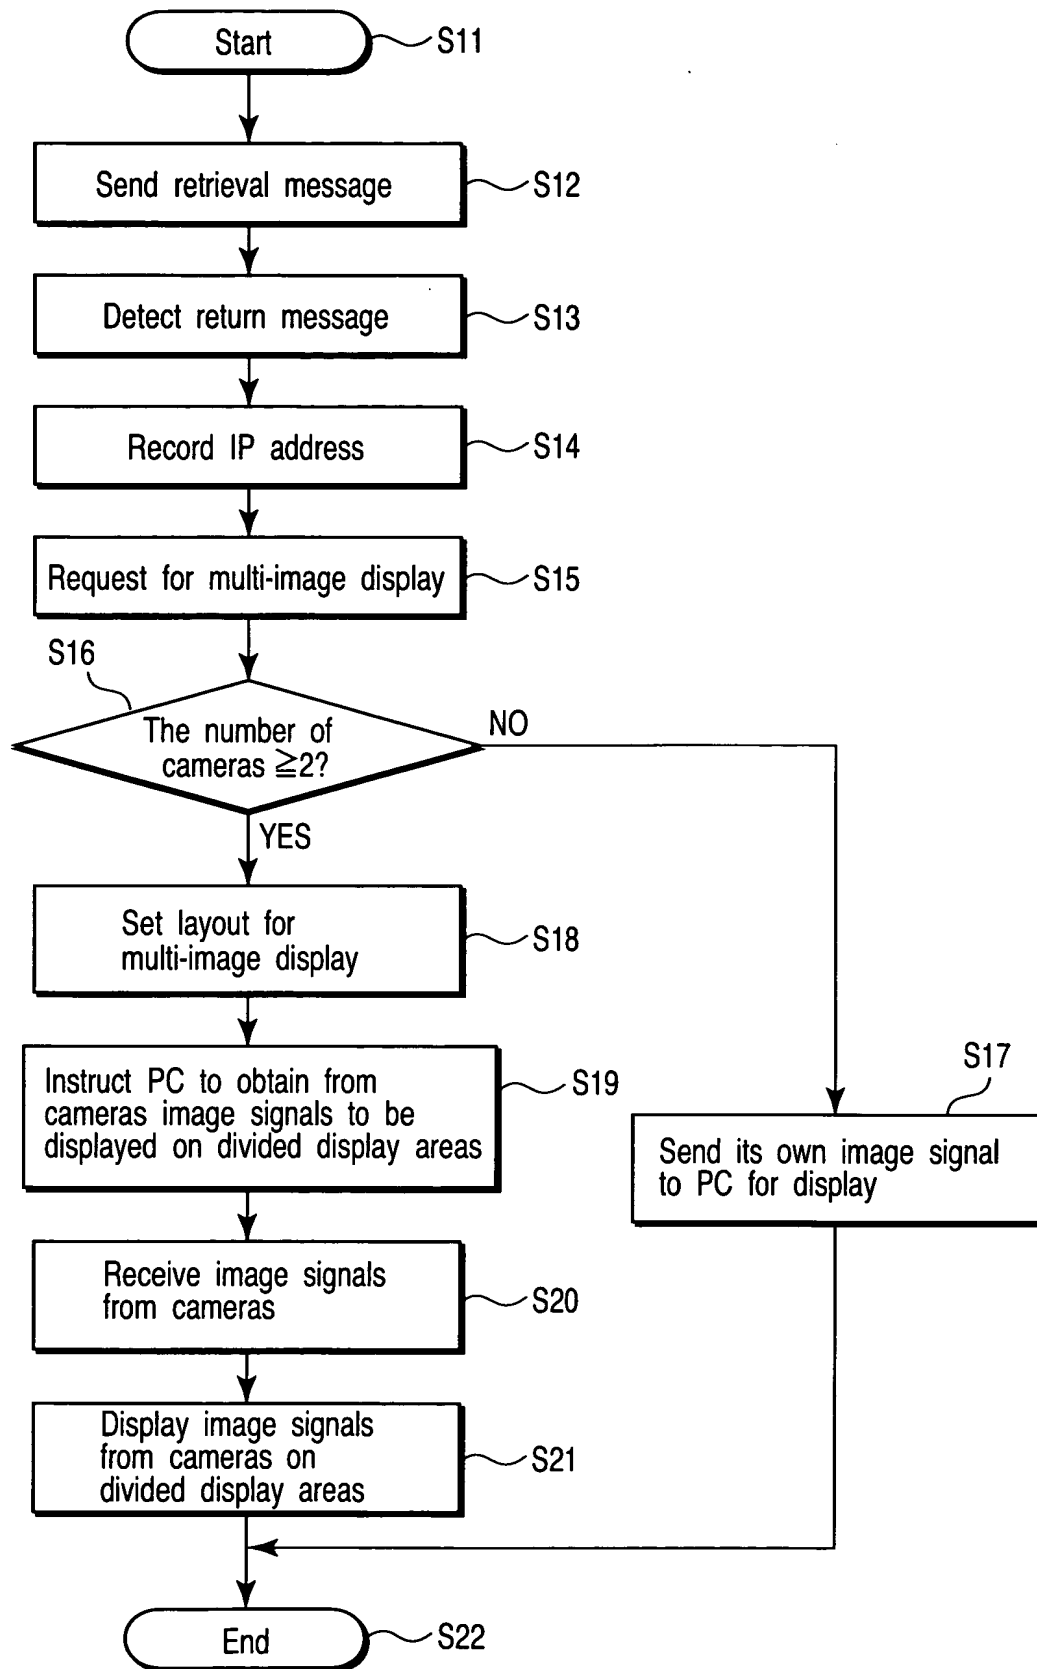 Start
S11
Send retrieval message
S12
Detect return message
S13
Record IP address
S14
Request for multi-image display
S15
S16
The number of
cameras ≧2?
NO
YES
Set layout for
multi-image display
S18
Instruct PC to obtain from
cameras image signals to be
displayed on divided display areas
S19
S17
Send its own image signal
to PC for display
Receive image signals
from cameras
S20
Display image signals
from cameras on
divided display areas
S21
End
S22